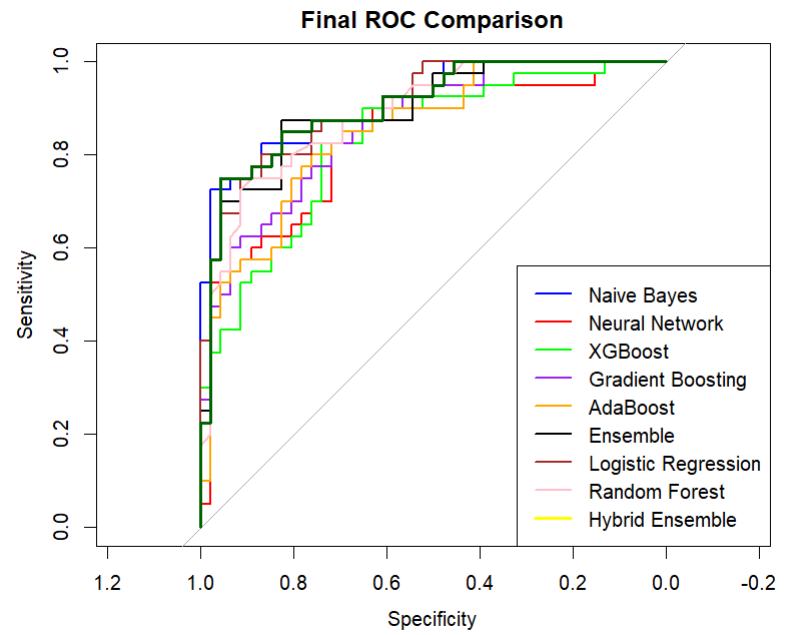 Final ROC Comparison
Sensitivity
1.0
0.8
0.6
0.4
0.2
0.0
Naive Bayes
Neural Network
XGBoost
Gradient Boosting
AdaBoost
Ensemble
Logistic Regression
Random Forest
Hybrid Ensemble
1.2 1.0 0.8 0.6 0.4 0.2 0.0 -0.2
Specificity